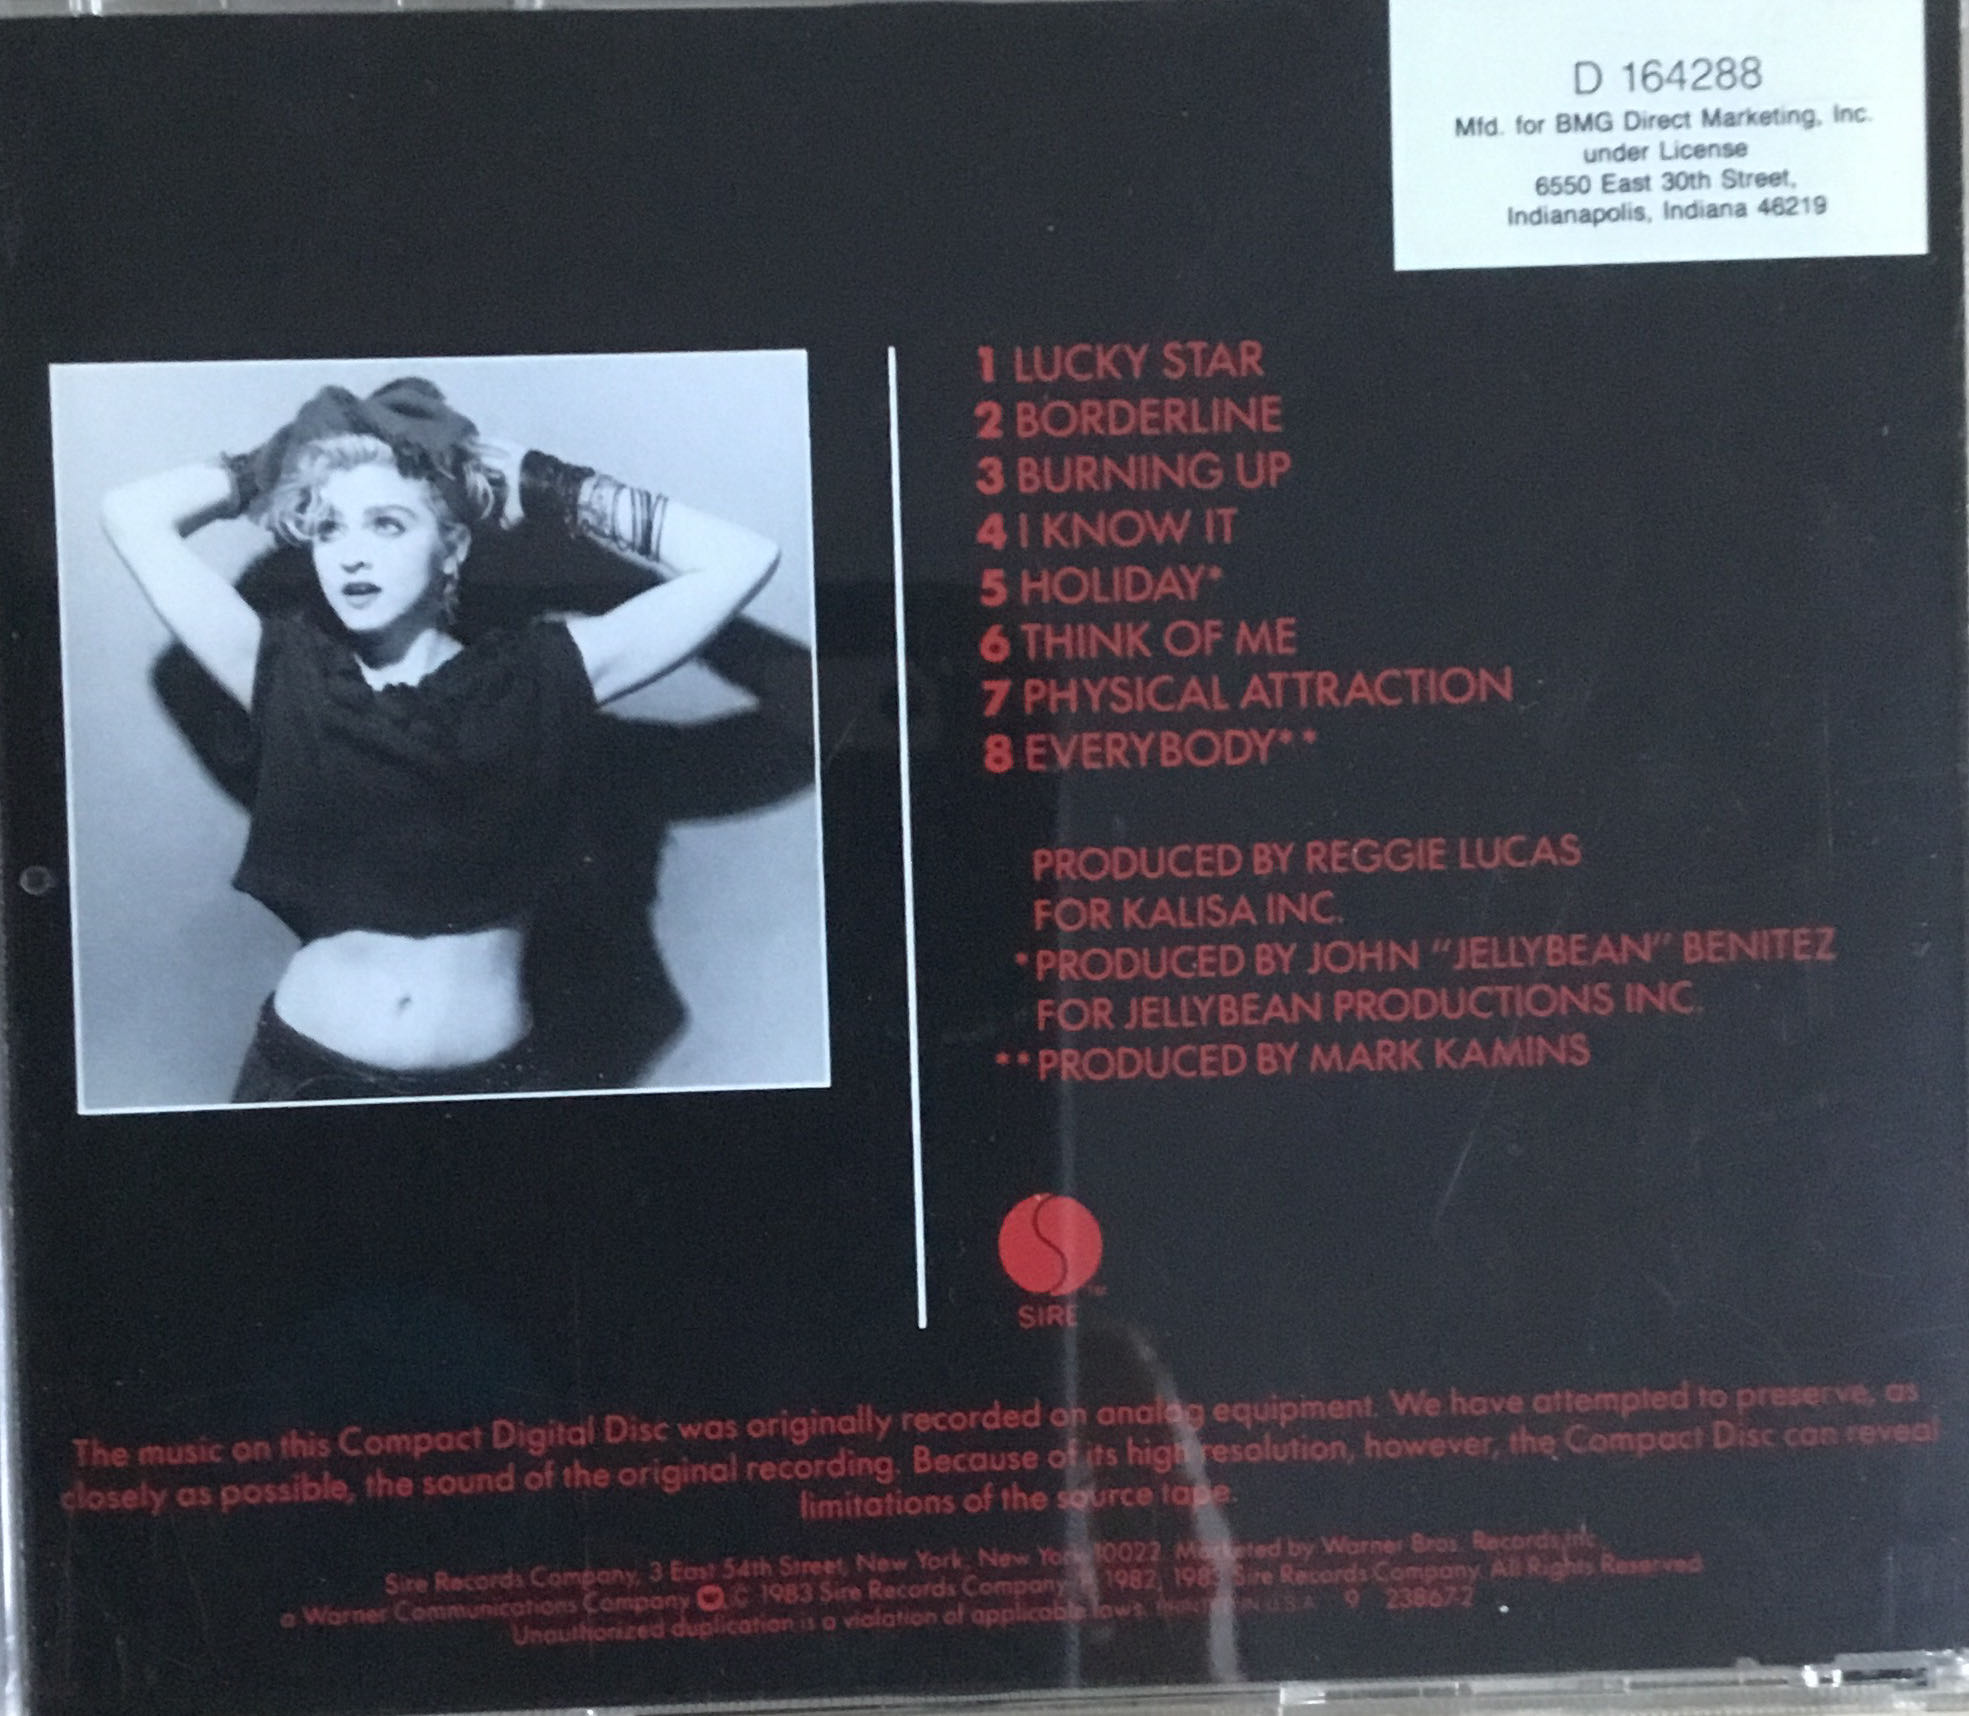 D 164288
Mfd. for BMG Direct Marketing, Inc.
under License
6550 East 30th Street,
Indianapolis, Indiana 46219
1 LUCKY STAR
2 BORDERLINE
3 BURNING UP
4 I KNOW IT
5 HOLIDAY*
6 THINK OF ME
7 PHYSICAL ATTRACTION
8 EVERYBODY**
PRODUCED BY REGGIE LUCAS
FOR KALISA INC.
*PRODUCED BY JOHN "JELLYBEAN" BENITEZ
FOR JELLYBEAN PRODUCTIONS INC.
**PRODUCED BY MARK KAMINS
S
™
SIRE
The music on this Compact Digital Disc was originally recorded on analog equipment. We have attempted to preserve, as
closely as possible, the sound of the original recording. Because of its high resolution, however, the Compact Disc can reveal
limitations of the source tape.
Sire Records Company, 3 East 54th Street, New York, New York 10022. Marketed by Warner Bros. Records Inc.,
a Warner Communications Company © 1983 Sire Records Company ℗ 1982, 1983 Sire Records Company. All Rights Reserved
Unauthorized duplication is a violation of applicable laws. PRINTED IN U.S.A. 9 23867-2